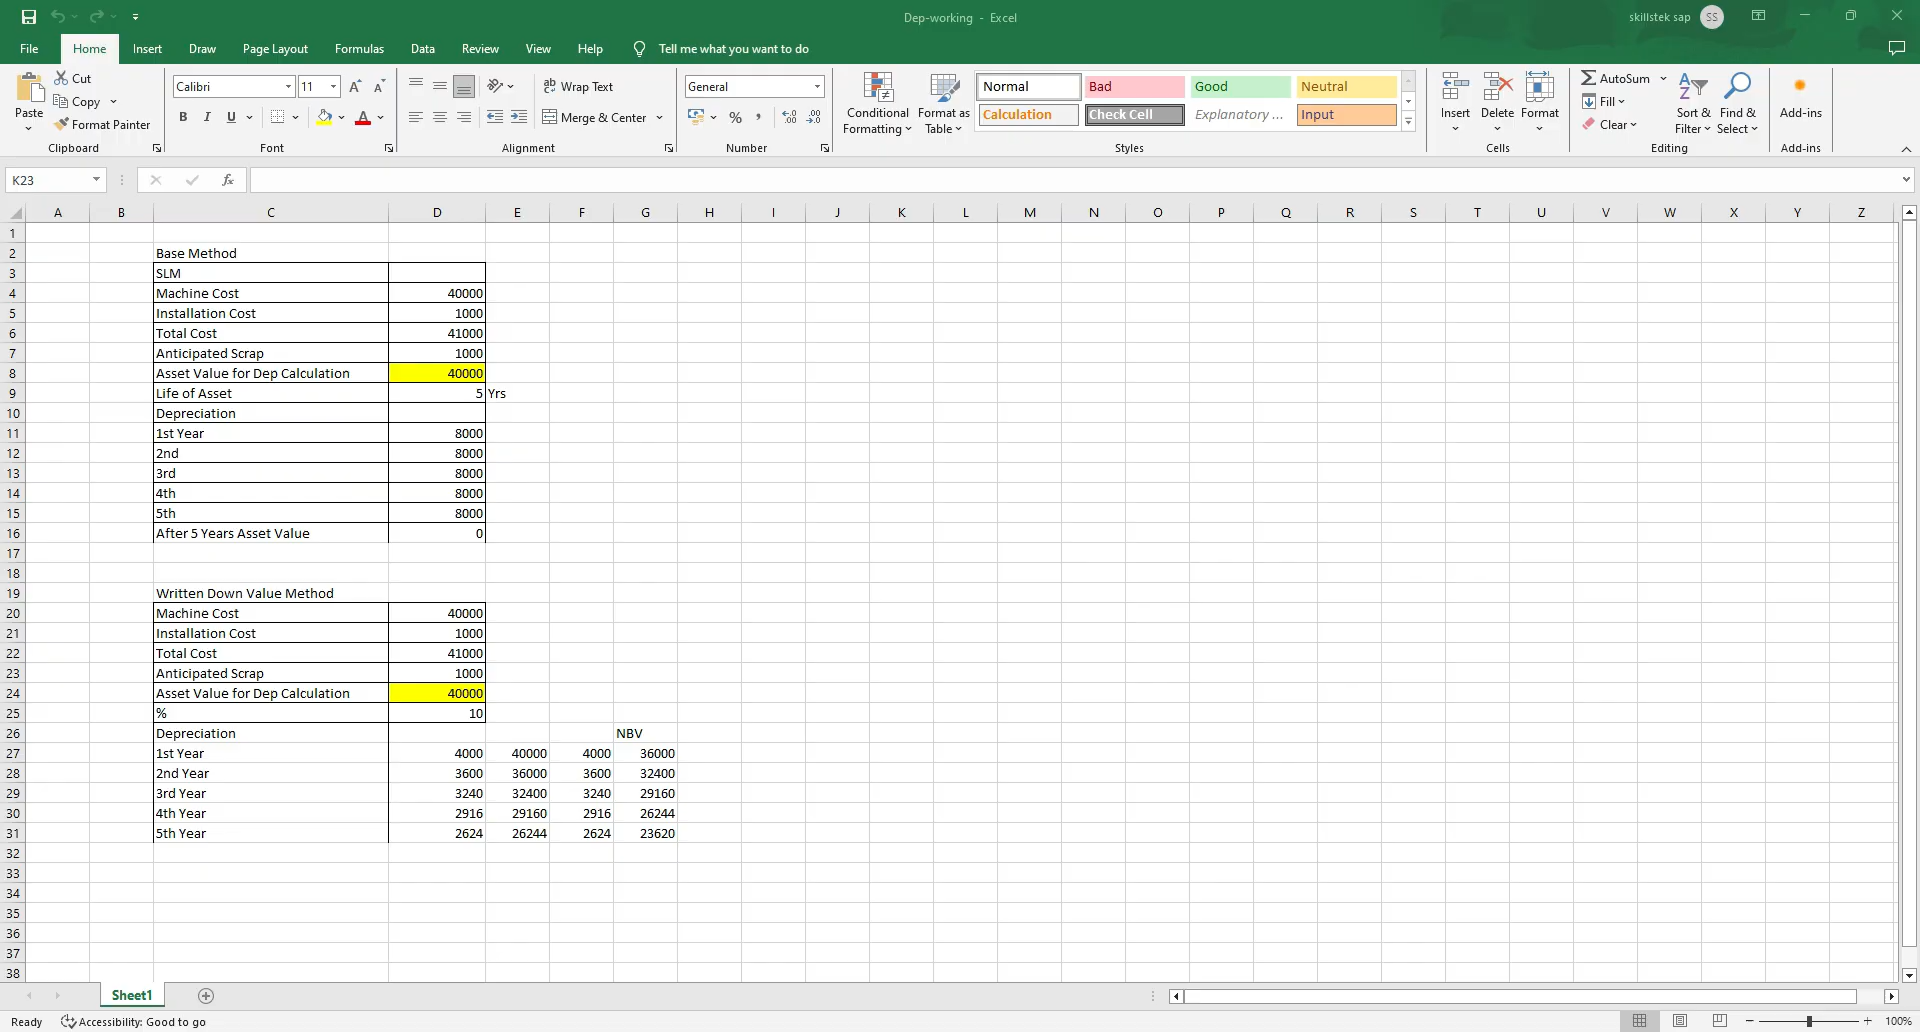 Dep-working - Excel
skillstek sap SS
File Home Insert Draw Page Layout Formulas Data Review View Help Tell me what you want to do
Paste Cut Copy Format Painter Clipboard
Calibri 11 A A B I U A Font
ab Wrap Text Merge & Center Alignment
General % , .00 .00 Number
Conditional Formatting Format as Table
Normal Bad Good Neutral
Calculation Check Cell Explanatory ... Input
Styles
Insert Delete Format Cells
AutoSum Fill Clear Sort & Filter Find & Select Editing
Add-ins
Add-ins
K23 fx
A B C D E F G H I J K L M N O P Q R S T U V W X Y Z
1
2 Base Method
3 SLM
4 Machine Cost 40000
5 Installation Cost 1000
6 Total Cost 41000
7 Anticipated Scrap 1000
8 Asset Value for Dep Calculation 40000
9 Life of Asset 5 Yrs
10 Depreciation
11 1st Year 8000
12 2nd 8000
13 3rd 8000
14 4th 8000
15 5th 8000
16 After 5 Years Asset Value 0
17
18
19 Written Down Value Method
20 Machine Cost 40000
21 Installation Cost 1000
22 Total Cost 41000
23 Anticipated Scrap 1000
24 Asset Value for Dep Calculation 40000
25 % 10
26 Depreciation NBV
27 1st Year 4000 40000 4000 36000
28 2nd Year 3600 36000 3600 32400
29 3rd Year 3240 32400 3240 29160
30 4th Year 2916 29160 2916 26244
31 5th Year 2624 26244 2624 23620
32
33
34
35
36
37
38
Sheet1
Ready Accessibility: Good to go 100%